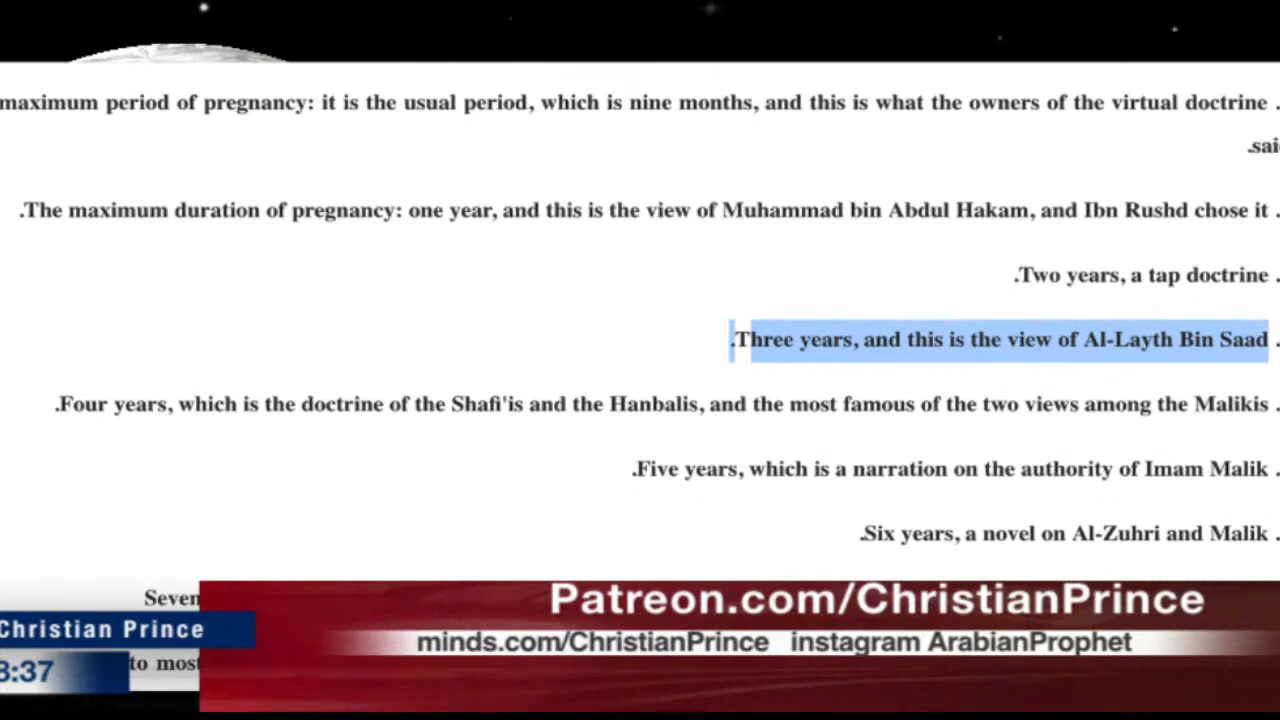 maximum period of pregnancy: it is the usual period, which is nine months, and this is what the owners of the virtual doctrine .
.sai
.The maximum duration of pregnancy: one year, and this is the view of Muhammad bin Abdul Hakam, and Ibn Rushd chose it .
.Two years, a tap doctrine .
.Three years, and this is the view of Al-Layth Bin Saad .
.Four years, which is the doctrine of the Shafi'is and the Hanbalis, and the most famous of the two views among the Malikis .
.Five years, which is a narration on the authority of Imam Malik .
.Six years, a novel on Al-Zuhri and Malik .
Seven
Patreon.com/ChristianPrince
Christian Prince
minds.com/ChristianPrince instagram ArabianProphet
8:37
to most